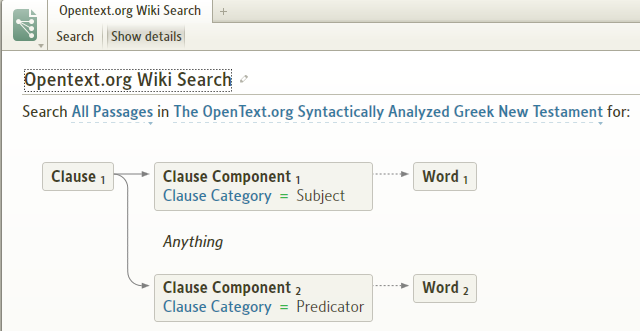 Opentext.org Wiki Search +
Search Show details
Opentext.org Wiki Search
Search All Passages in The OpenText.org Syntactically Analyzed Greek New Testament for:
Clause 1
Clause Component 1
Clause Category = Subject
Word 1
Anything
Clause Component 2
Clause Category = Predicator
Word 2